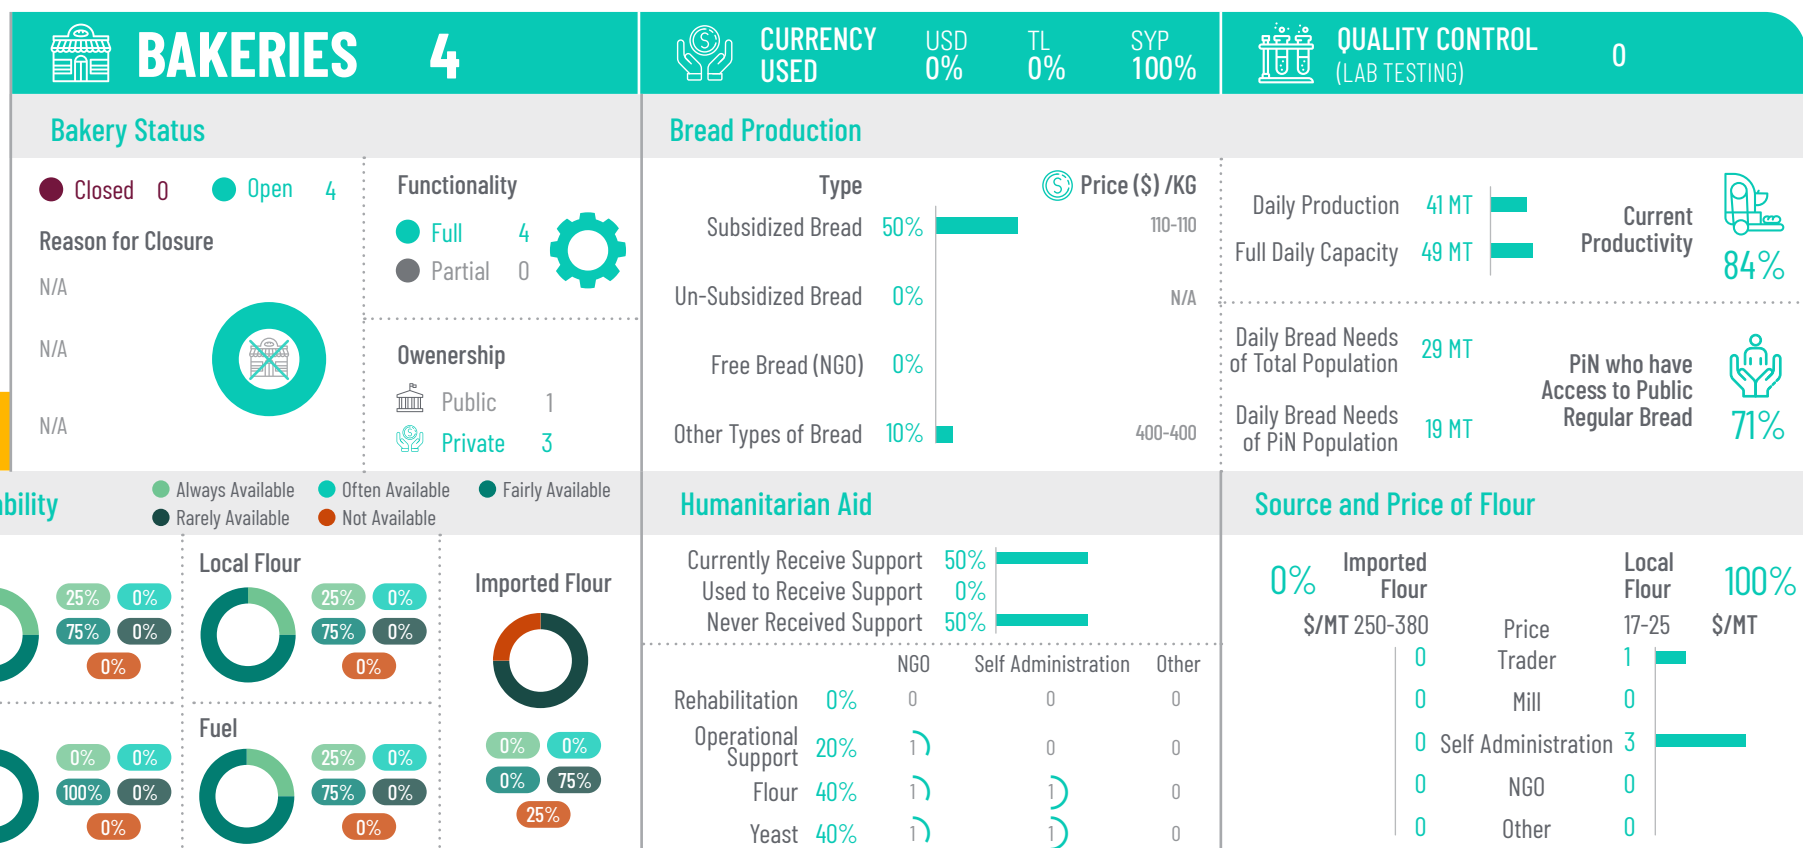 BAKERIES 4
CURRENCY USED
USD 0%
TL 0%
SYP 100%
QUALITY CONTROL
(LAB TESTING)
0
Bakery Status
Closed 0
Open 4
Reason for Closure
N/A
N/A
N/A
Functionality
Full 4
Partial 0
Owenership
Public 1
Private 3
Bread Production
Type
Price ($) /KG
Subsidized Bread 50% 110-110
Un-Subsidized Bread 0% N/A
Free Bread (NGO) 0%
Other Types of Bread 10% 400-400
Daily Production 41 MT
Full Daily Capacity 49 MT
Current
Productivity
84%
Daily Bread Needs
of Total Population
29 MT
Daily Bread Needs
of PiN Population
19 MT
PiN who have
Access to Public
Regular Bread
71%
bility
Always Available
Often Available
Fairly Available
Rarely Available
Not Available
25% 0%
75% 0%
0%
Local Flour
25% 0%
75% 0%
0%
Imported Flour
0% 0%
0% 75%
25%
0% 0%
100% 0%
0%
Fuel
25% 0%
75% 0%
0%
Humanitarian Aid
Currently Receive Support 50%
Used to Receive Support 0%
Never Received Support 50%
NGO Self Administration Other
Rehabilitation 0% 0 0 0
Operational
Support 20% 1 0 0
Flour 40% 1 1 0
Yeast 40% 1 1 0
Source and Price of Flour
0% Imported
Flour
Local
Flour 100%
$/MT 250-380 Price 17-25 $/MT
0 Trader 1
0 Mill 0
0 Self Administration 3
0 NGO 0
0 Other 0